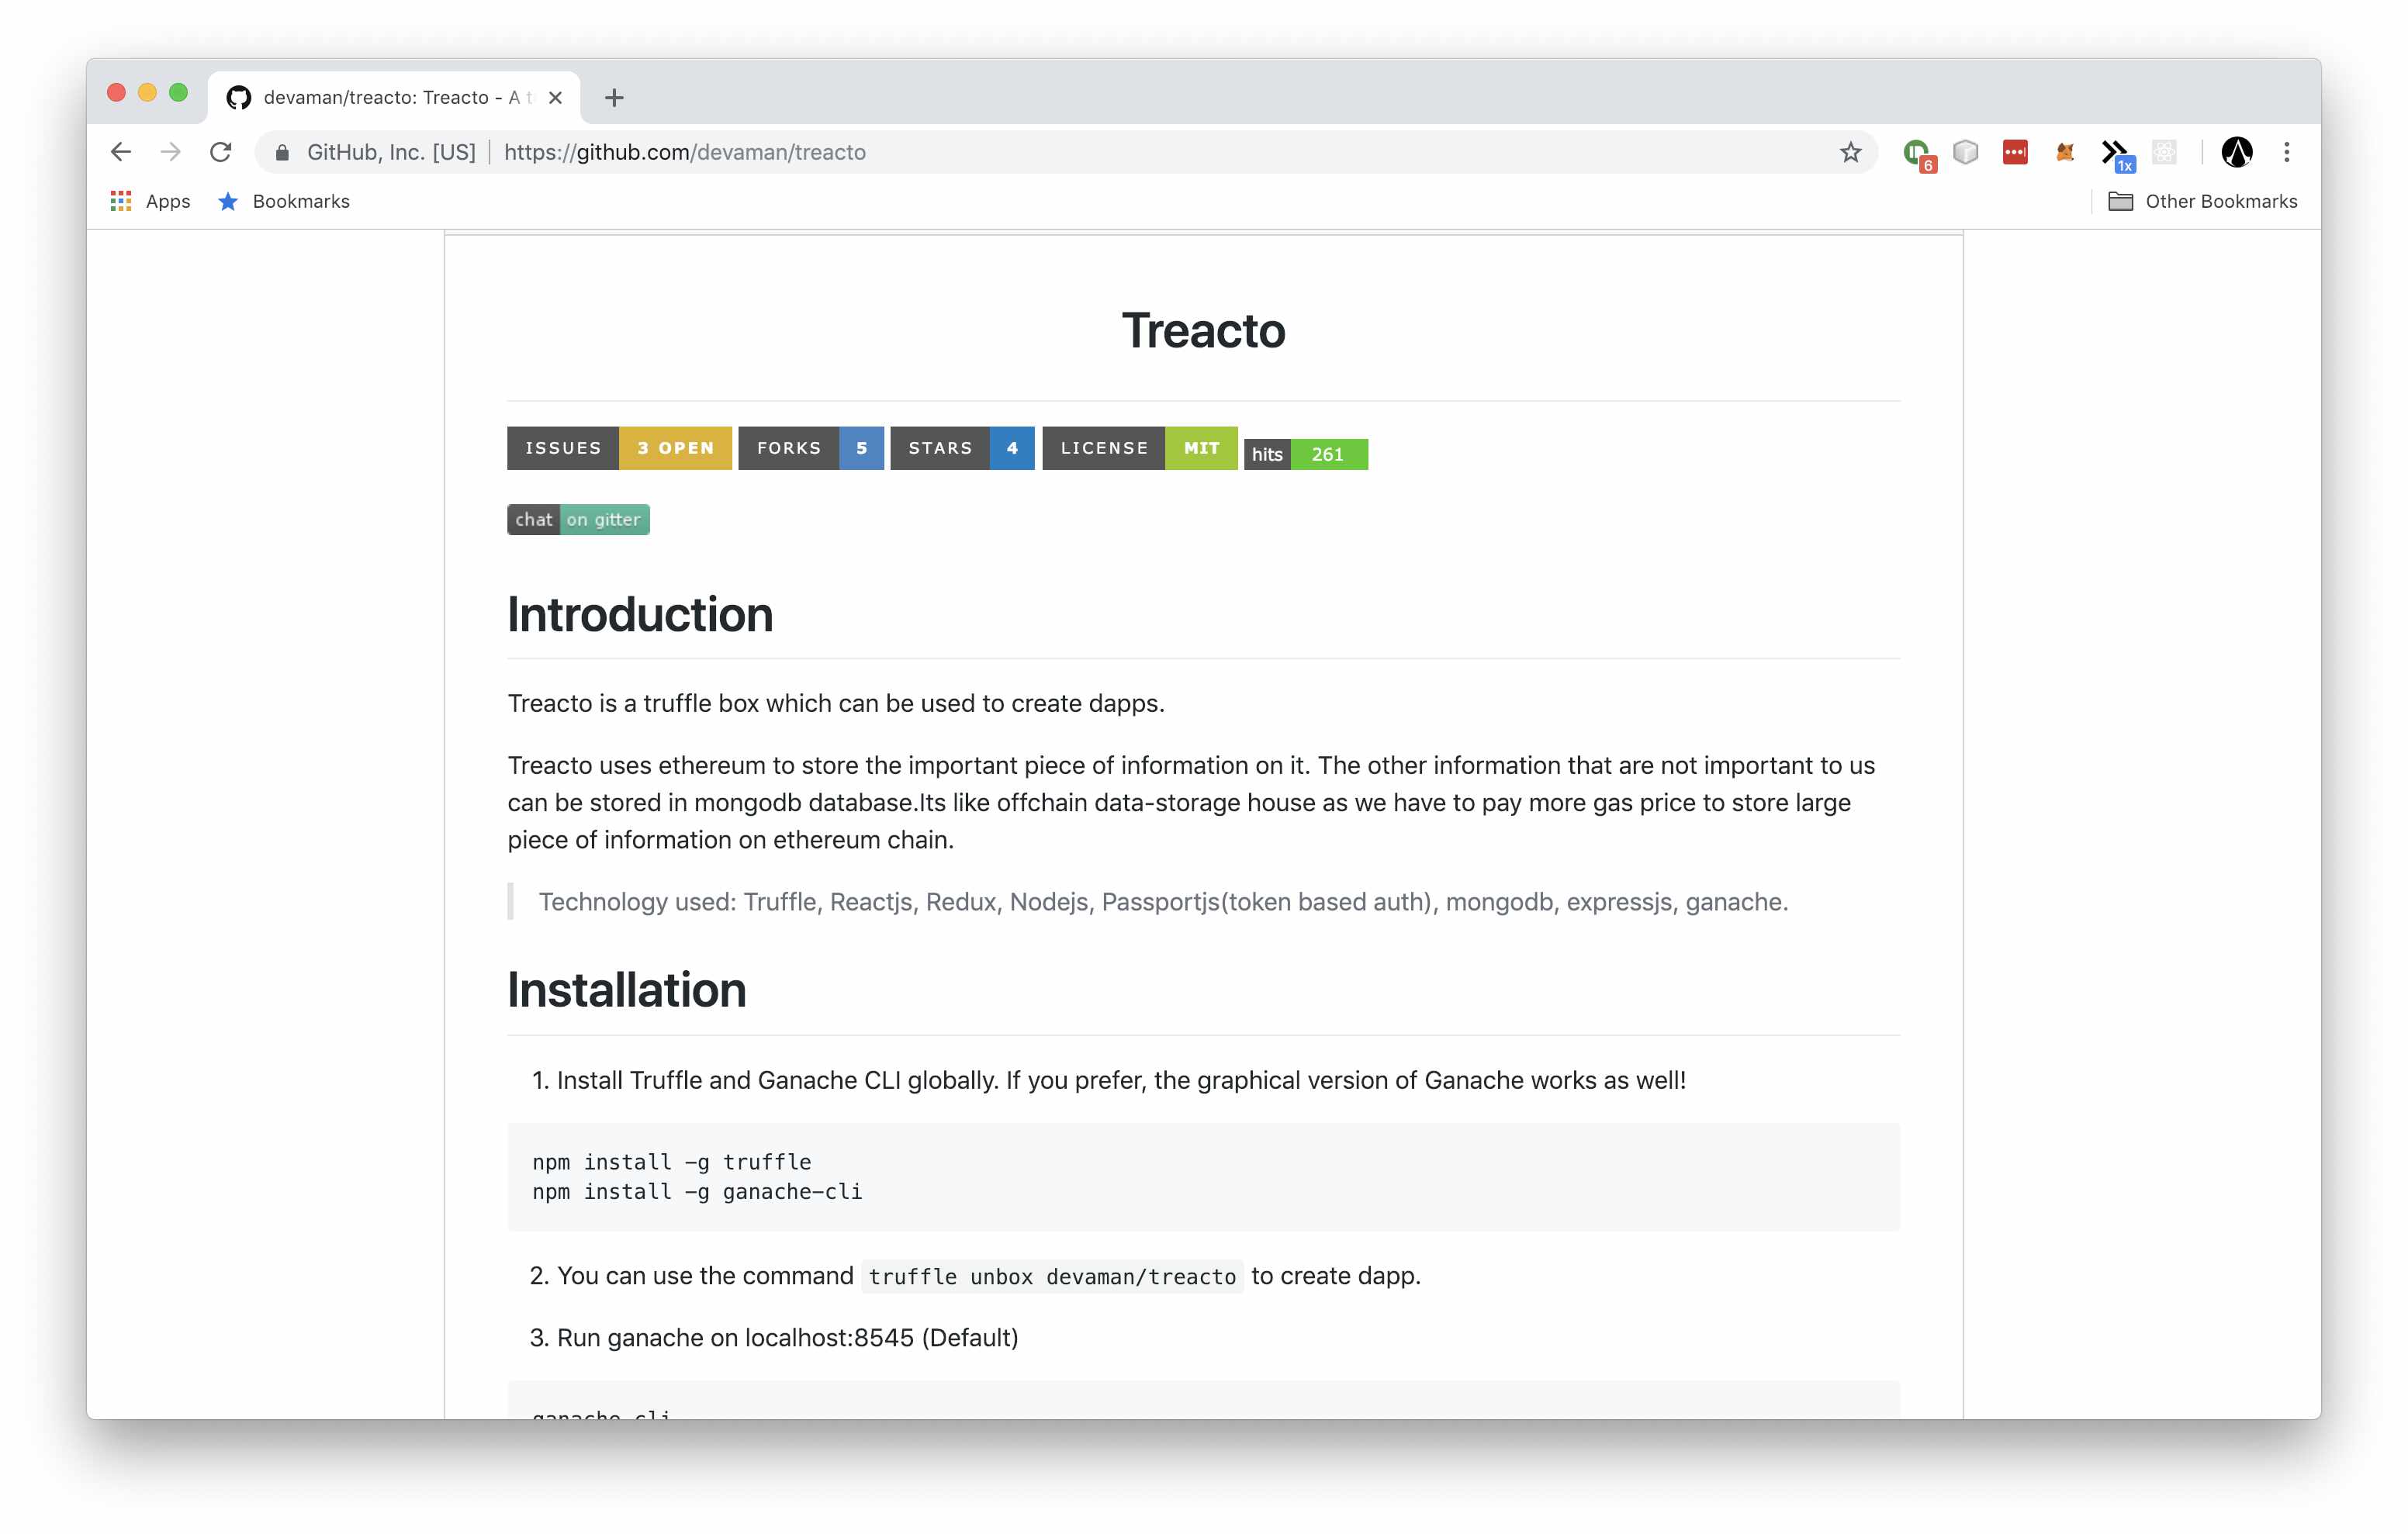 devaman/treacto: Treacto - A t
GitHub, Inc. [US] | https://github.com/devaman/treacto
6
1x
Apps Bookmarks Other Bookmarks
Treacto
ISSUES 3 OPEN FORKS 5 STARS 4 LICENSE MIT hits 261
chat on gitter
Introduction
Treacto is a truffle box which can be used to create dapps.
Treacto uses ethereum to store the important piece of information on it. The other information that are not important to us
can be stored in mongodb database.Its like offchain data-storage house as we have to pay more gas price to store large
piece of information on ethereum chain.
Technology used: Truffle, Reactjs, Redux, Nodejs, Passportjs(token based auth), mongodb, expressjs, ganache.
Installation
1. Install Truffle and Ganache CLI globally. If you prefer, the graphical version of Ganache works as well!
npm install -g truffle
npm install -g ganache-cli
2. You can use the command truffle unbox devaman/treacto to create dapp.
3. Run ganache on localhost:8545 (Default)
ganache-cli